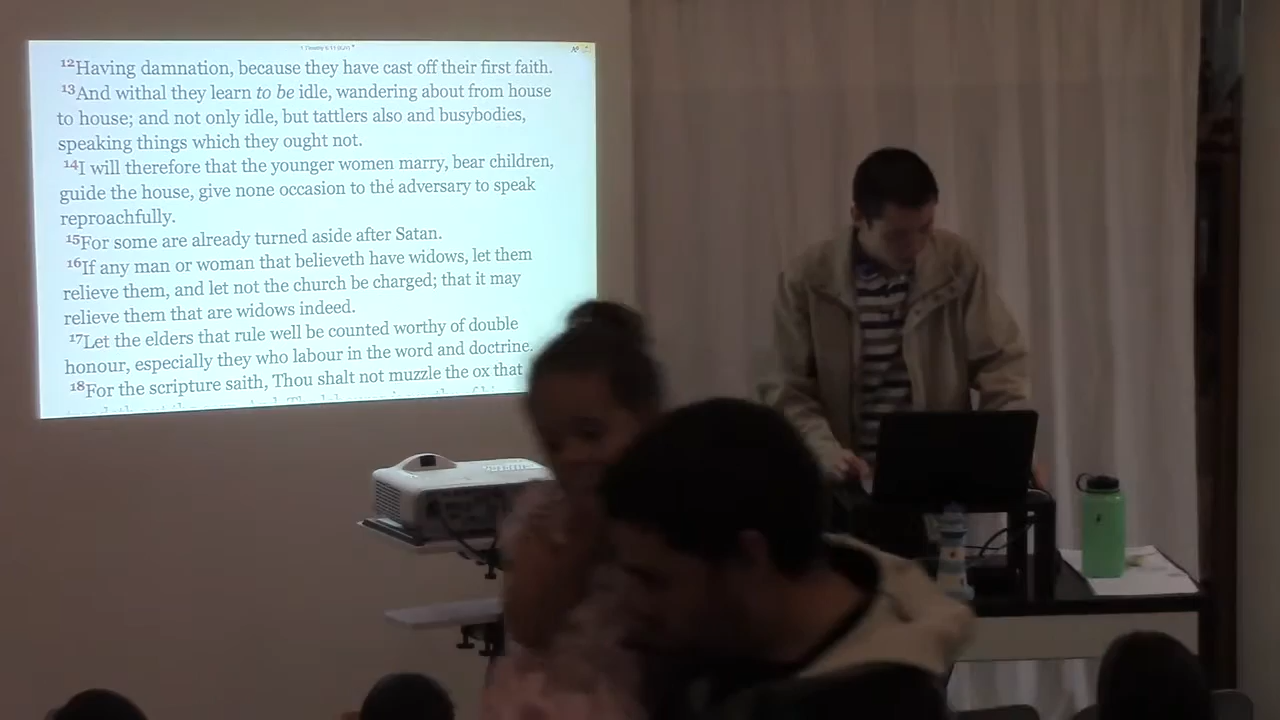 ¹²Having damnation, because they have cast off their first faith.
¹³And withal they learn to be idle, wandering about from house
to house; and not only idle, but tattlers also and busybodies,
speaking things which they ought not.
¹⁴I will therefore that the younger women marry, bear children,
guide the house, give none occasion to the adversary to speak
reproachfully.
¹⁵For some are already turned aside after Satan.
¹⁶If any man or woman that believeth have widows, let them
relieve them, and let not the church be charged; that it may
relieve them that are widows indeed.
¹⁷Let the elders that rule well be counted worthy of double
honour, especially they who labour in the word and doctrine.
¹⁸For the scripture saith, Thou shalt not muzzle the ox that